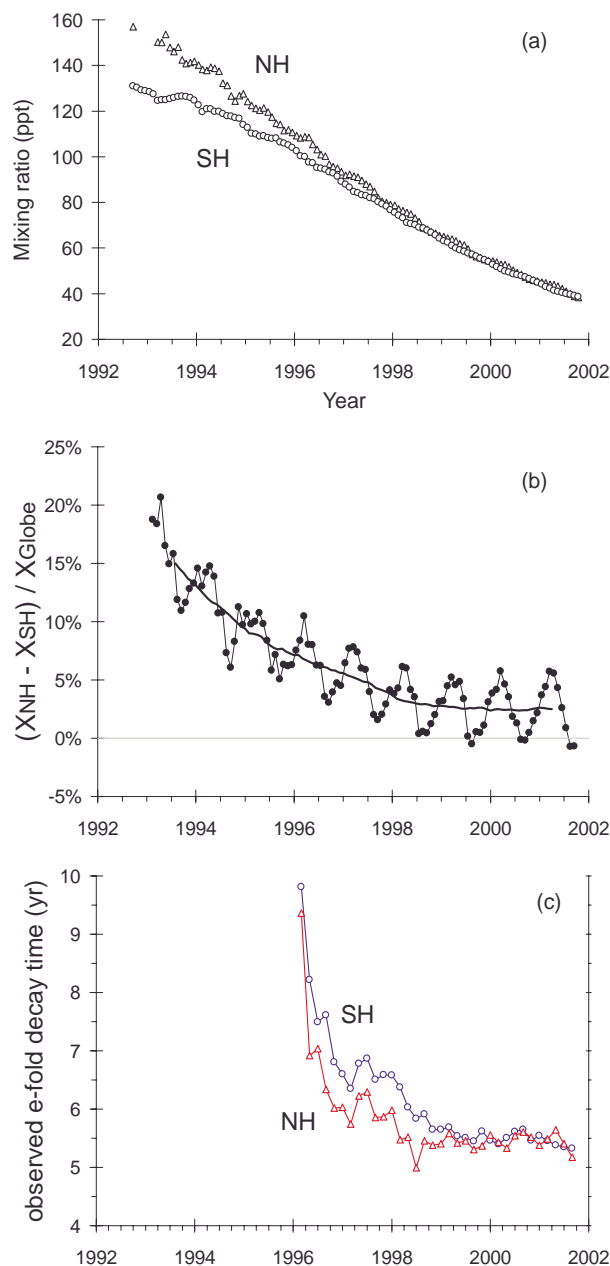 160
(a)
140
NH
120
SH
100
80
60
40
20
Mixing ratio (ppt)
1992 1994 1996 1998 2000 2002
Year
25%
(b)
20%
15%
10%
5%
0%
-5%
(XNH - XSH) / XGlobe
1992 1994 1996 1998 2000 2002
10
(c)
9
8
7
SH
6
NH
5
4
observed e-fold decay time (yr)
1992 1994 1996 1998 2000 2002